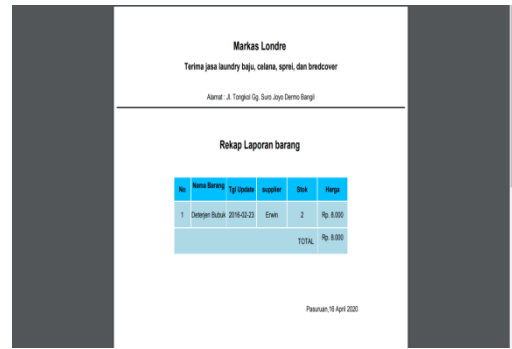 Markas Londre
Terima jasa laundry baju, celana, sprei, dan bredcover
Alamat : Jl. Tongkol Gg. Suro Joyo Dermo Bangil
Rekap Laporan barang
No Nama Barang Tgl Update supplier Stok Harga
1 Deterjen Bubuk 2016-02-23 Erwin 2 Rp. 8.000
TOTAL Rp. 8.000
Pasuruan,16 April 2020